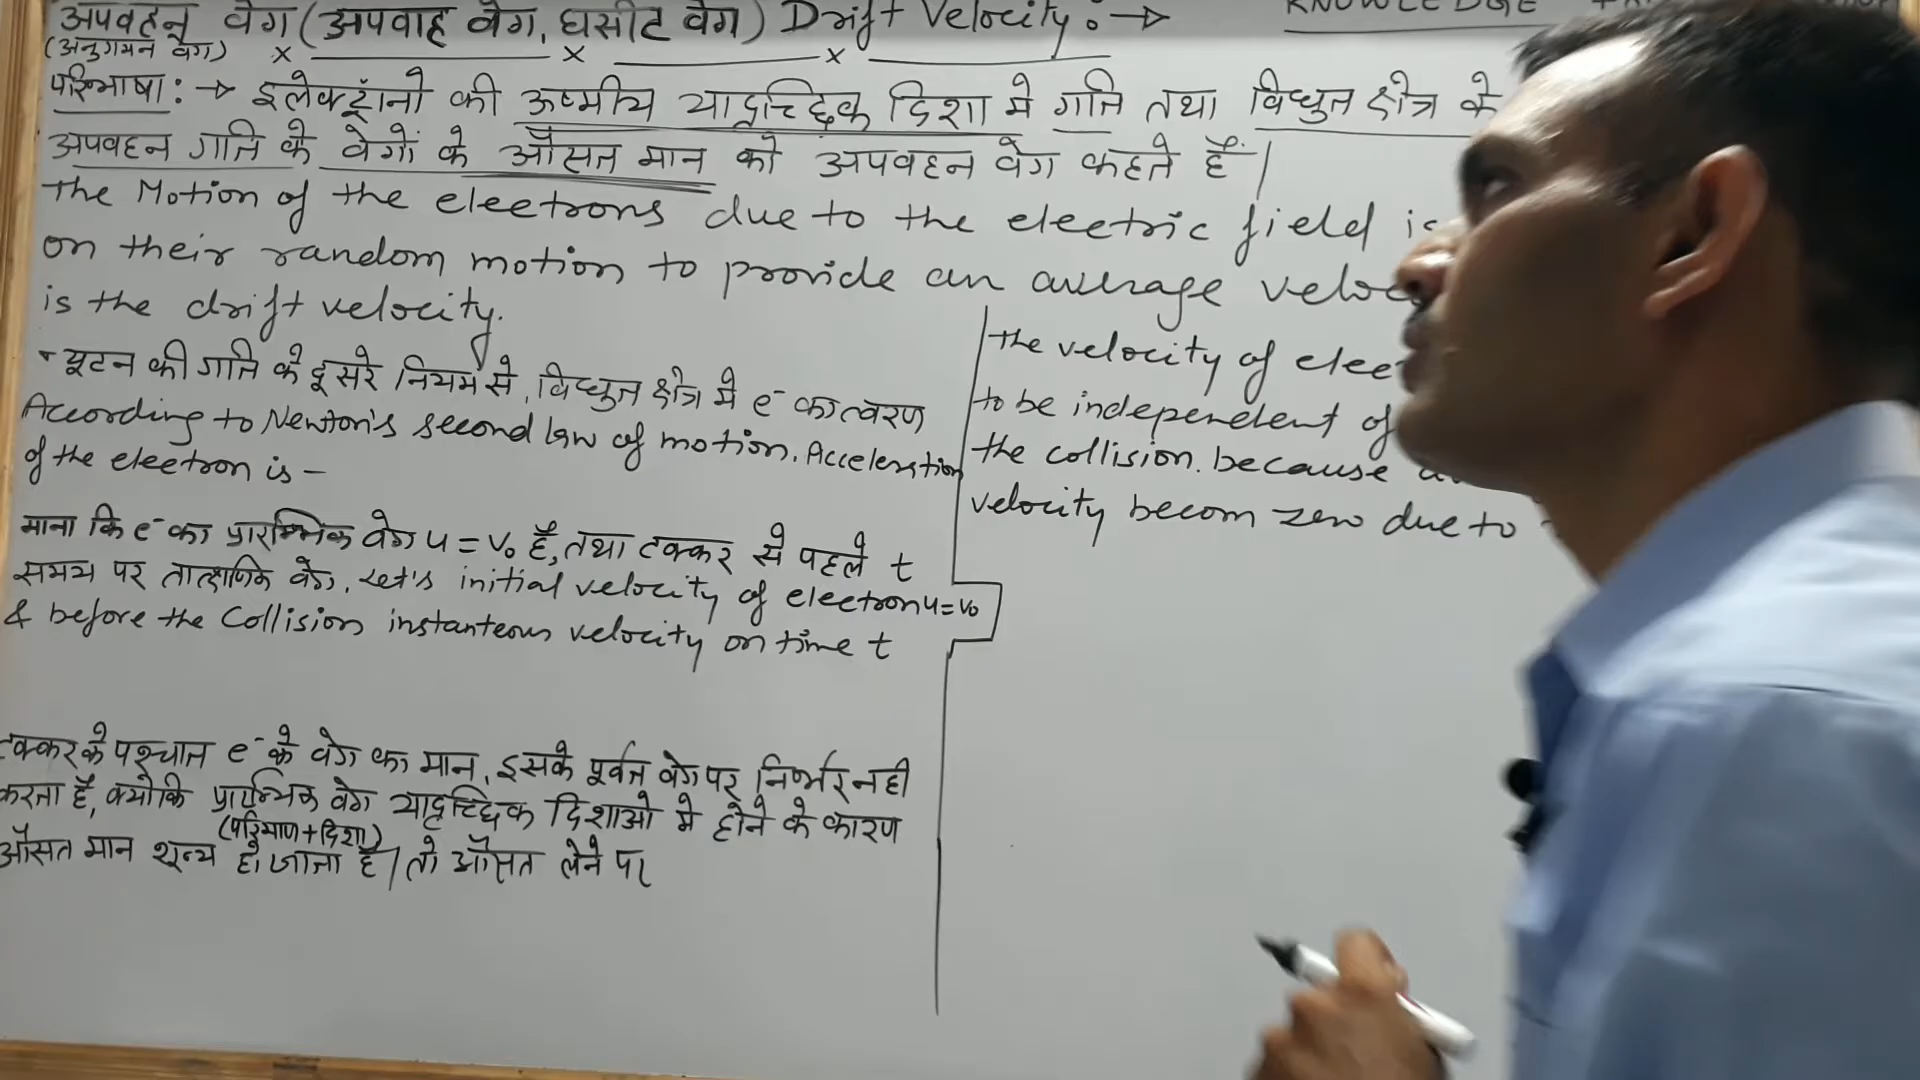 अपवहन वेग (अपवाह वेग, घसीट वेग) Drift Velocity :→
KNOWLEDGE
(अनुगमन वेग)
परिभाषा :→ इलेक्ट्रॉनो की ऊष्मीय यादृच्छिक दिशा मे गति तथा विधुत क्षेत्र के
अपवहन गति के वेगों के औसत मान को अपवहन वेग कहते हैं।
The Motion of the electrons due to the electric field is
on their random motion to provide an average
is the drift velocity.
न्यूटन की गति के दूसरे नियम से, विधुत क्षेत्र मे e⁻ का त्वरण
According to Newton's second law of motion. Acceleration
of the electron is –
माना कि e⁻ का प्रारम्भिक वेग u = v₀ है, तथा टक्कर से पहले t
समय पर तात्क्षणिक वेग. Let's initial velocity of electron u=v₀
& before the Collision instanteous velocity on time t
टक्कर के पश्चात e⁻ के वेग का मान, इसके पूर्वत वेग पर निर्भर नही
करता है, क्योकि प्रारम्भिक वेग यादृच्छिक दिशाओ मे होने के कारण
(परिमाण+दिशा)
औसत मान शून्य हो जाता है। तो औसत लेने पर
the velocity of
to be independent of
the collision. because
velocity becom zero due to